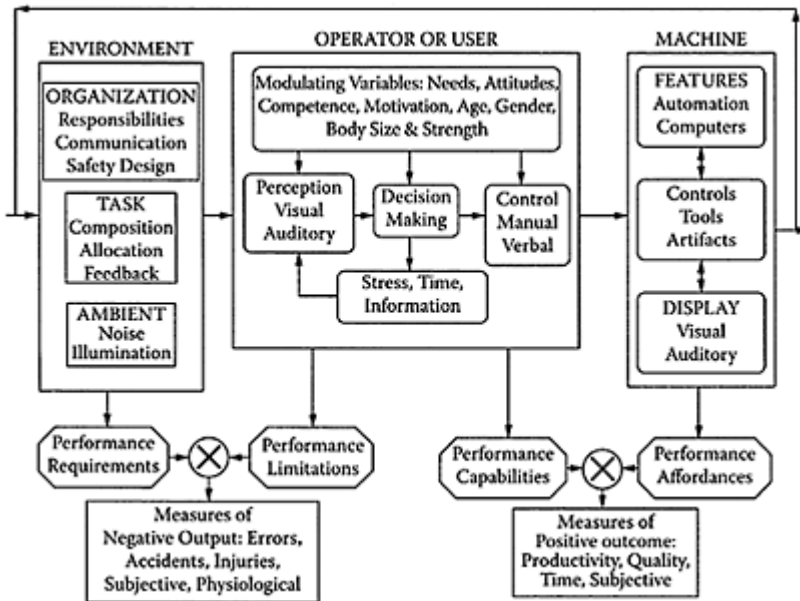 ENVIRONMENT
ORGANIZATION
Responsibilities
Communication
Safety Design
TASK
Composition
Allocation
Feedback
AMBIENT
Noise
Illumination
OPERATOR OR USER
Modulating Variables: Needs, Attitudes,
Competence, Motivation, Age, Gender,
Body Size & Strength
Perception
Visual
Auditory
Decision
Making
Control
Manual
Verbal
Stress, Time,
Information
MACHINE
FEATURES
Automation
Computers
Controls
Tools
Artifacts
DISPLAY
Visual
Auditory
Performance
Requirements
Performance
Limitations
Performance
Capabilities
Performance
Affordances
Measures of
Negative Output: Errors,
Accidents, Injuries,
Subjective, Physiological
Measures of
Positive outcome:
Productivity, Quality,
Time, Subjective